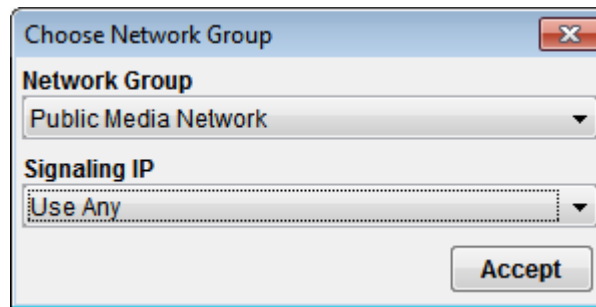 Choose Network Group
Network Group
Public Media Network
Signaling IP
Use Any
Accept